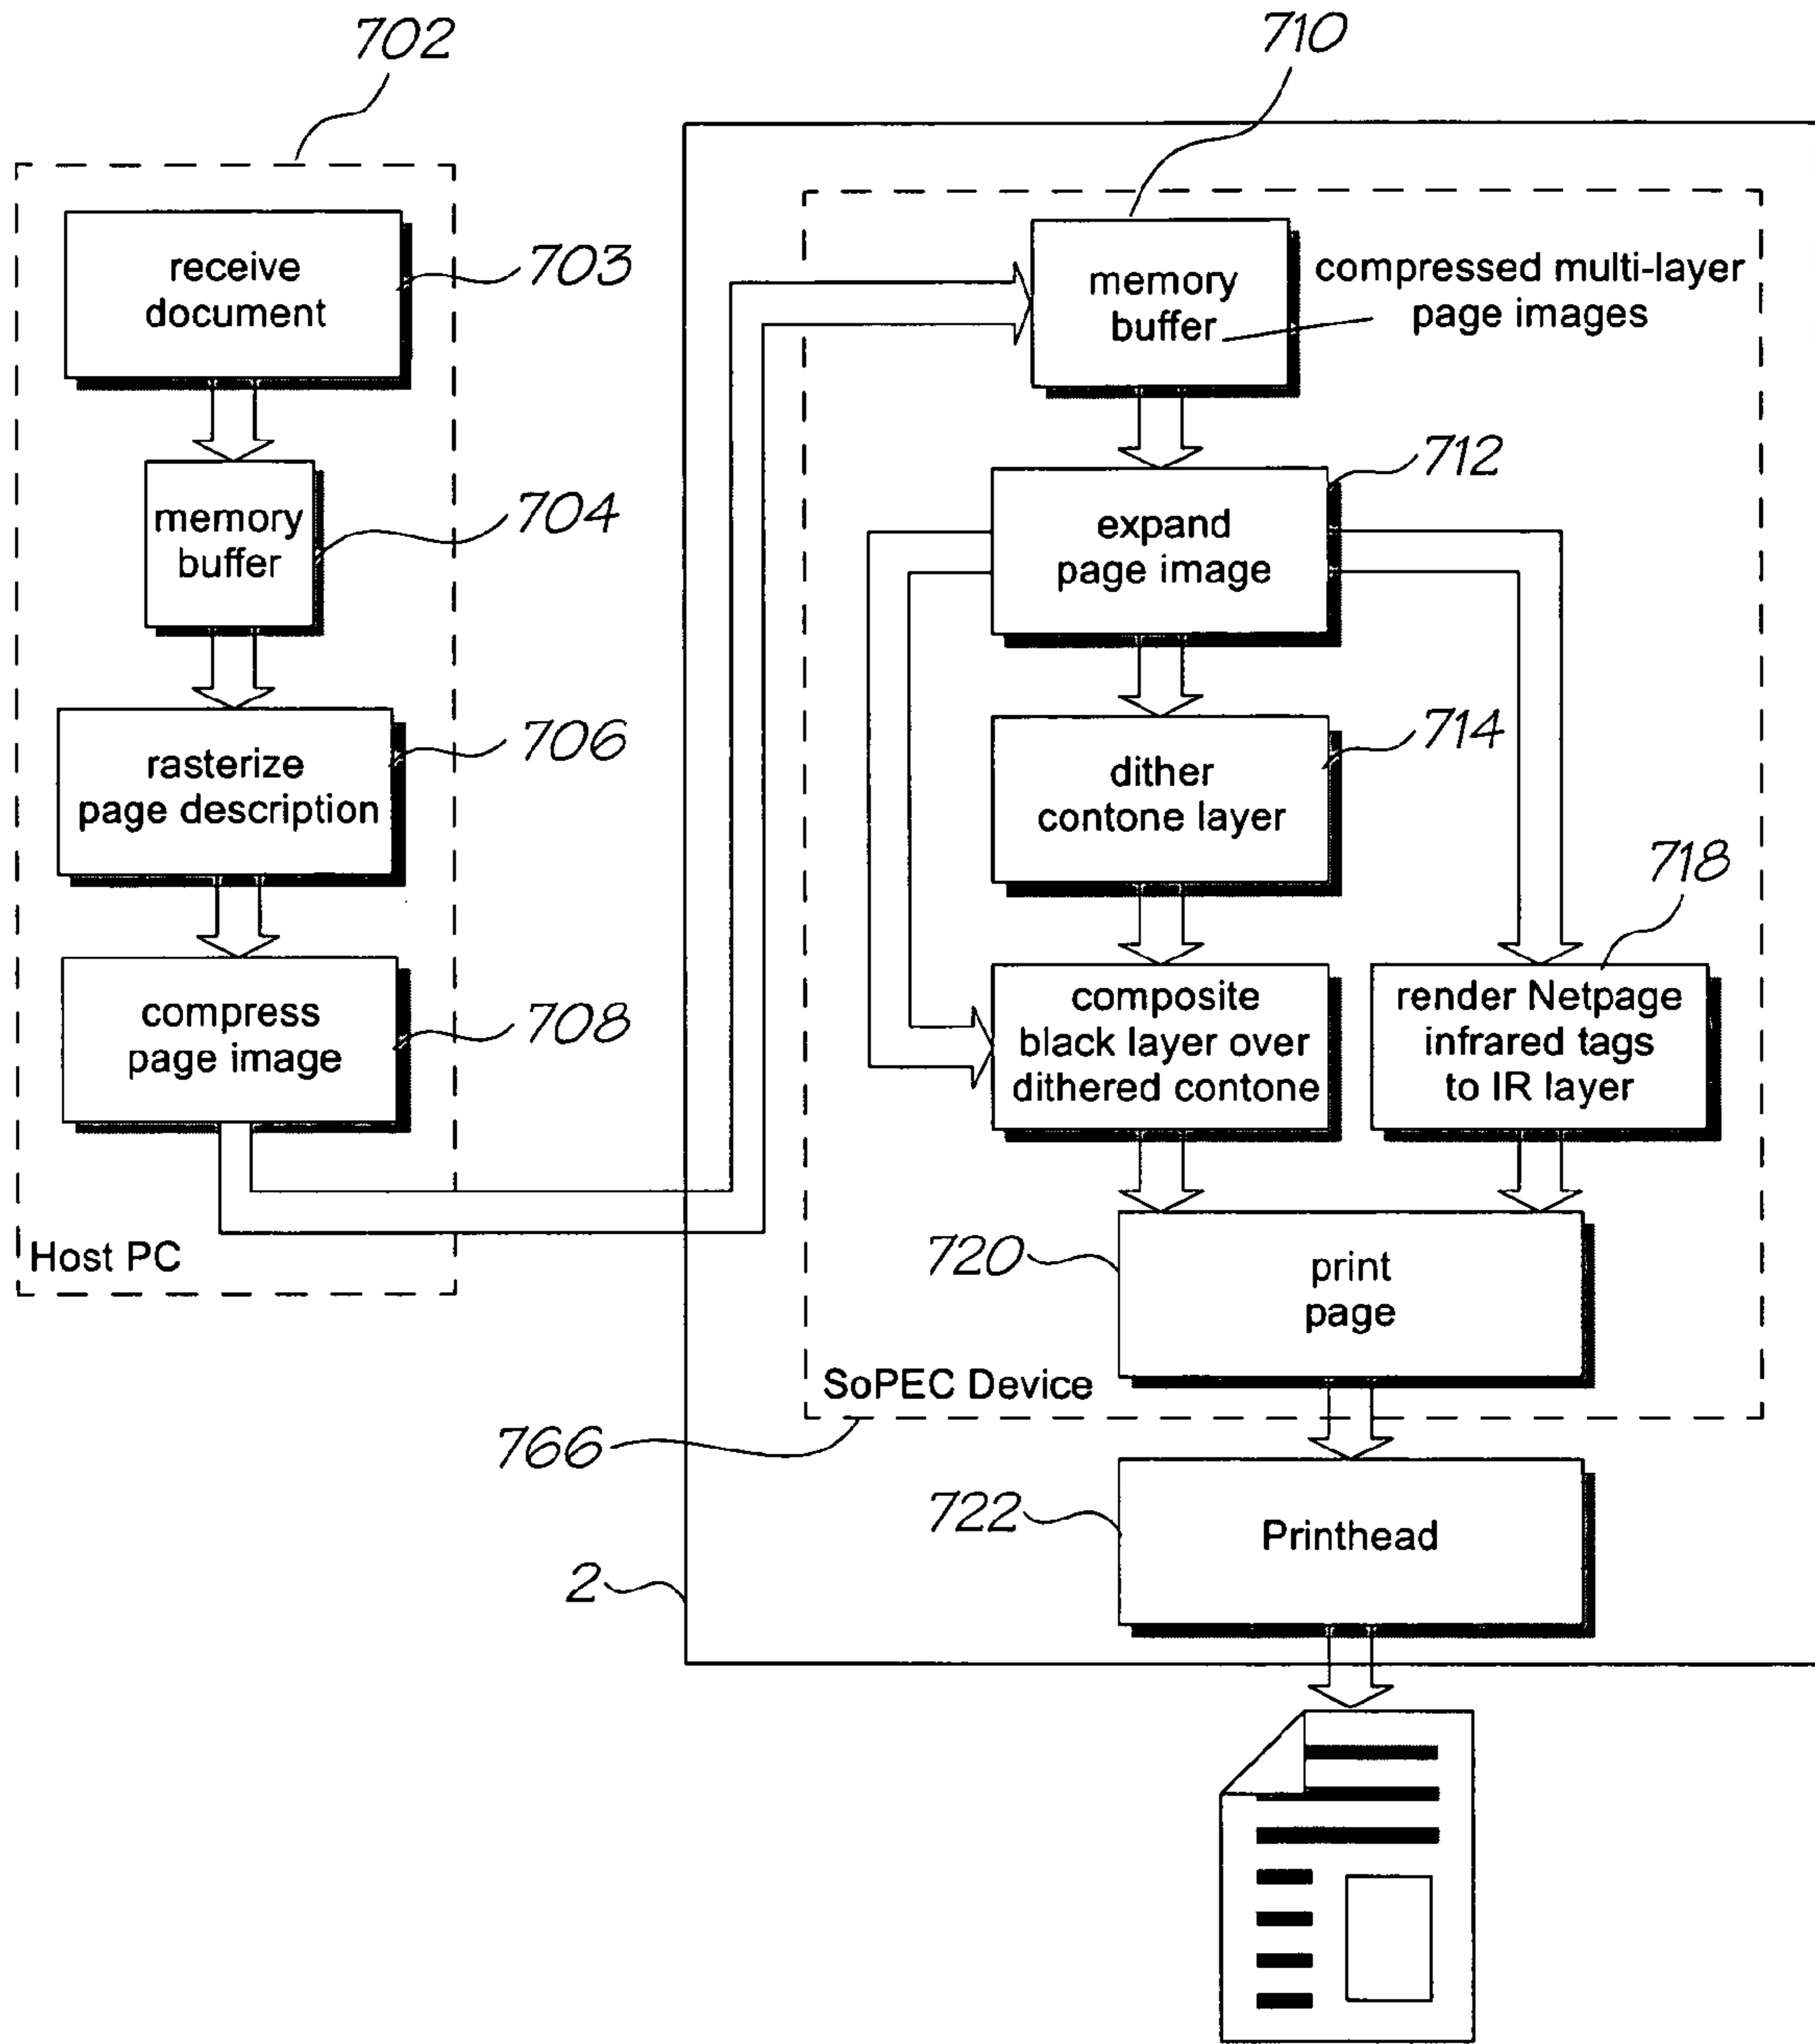 702
receive
document
703
memory
buffer
704
rasterize
page description
706
compress
page image
708
Host PC
710
memory
buffer
compressed multi-layer
page images
expand
page image
712
dither
contone layer
714
composite
black layer over
dithered contone
718
render Netpage
infrared tags
to IR layer
720
print
page
SoPEC Device
766
722
Printhead
2